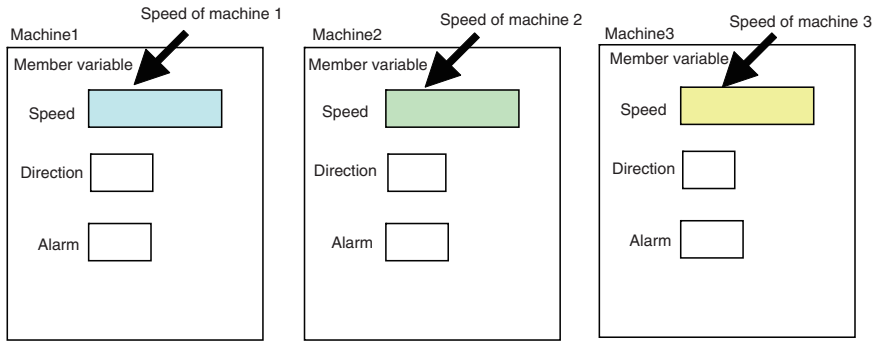 Speed of machine 1
Machine1
Member variable
Speed
Direction
Alarm
Speed of machine 2
Machine2
Member variable
Speed
Direction
Alarm
Speed of machine 3
Machine3
Member variable
Speed
Direction
Alarm